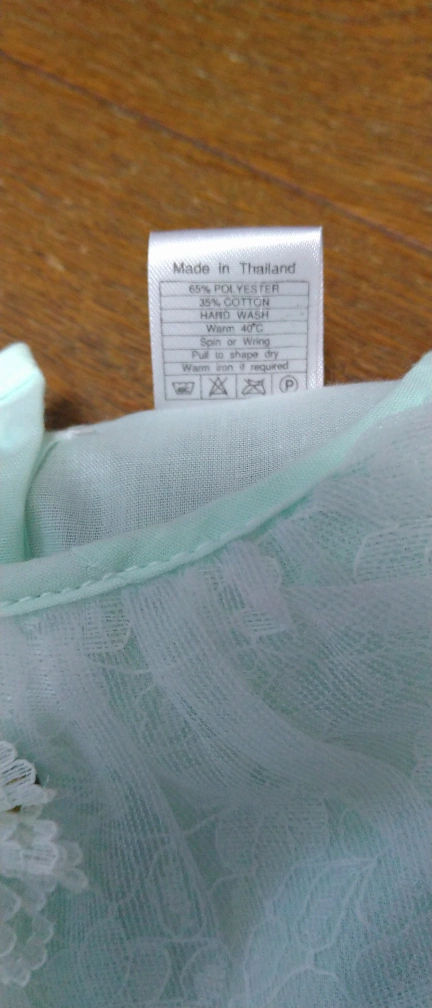 Made in Thailand
65% POLYESTER
35% COTTON
HAND WASH
Warm 40°C
Spin or Wring
Pull to shape dry
Warm iron if required
P